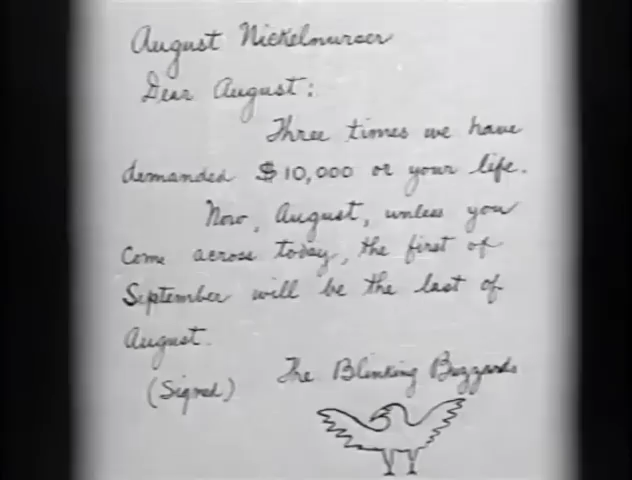 August Nickelnurser
Dear August:
Three times we have
demanded $10,000 or your life.
Now, August, unless you
come across today, the first of
September will be the last of
August.
The Blinking Buzzards
(Signed)